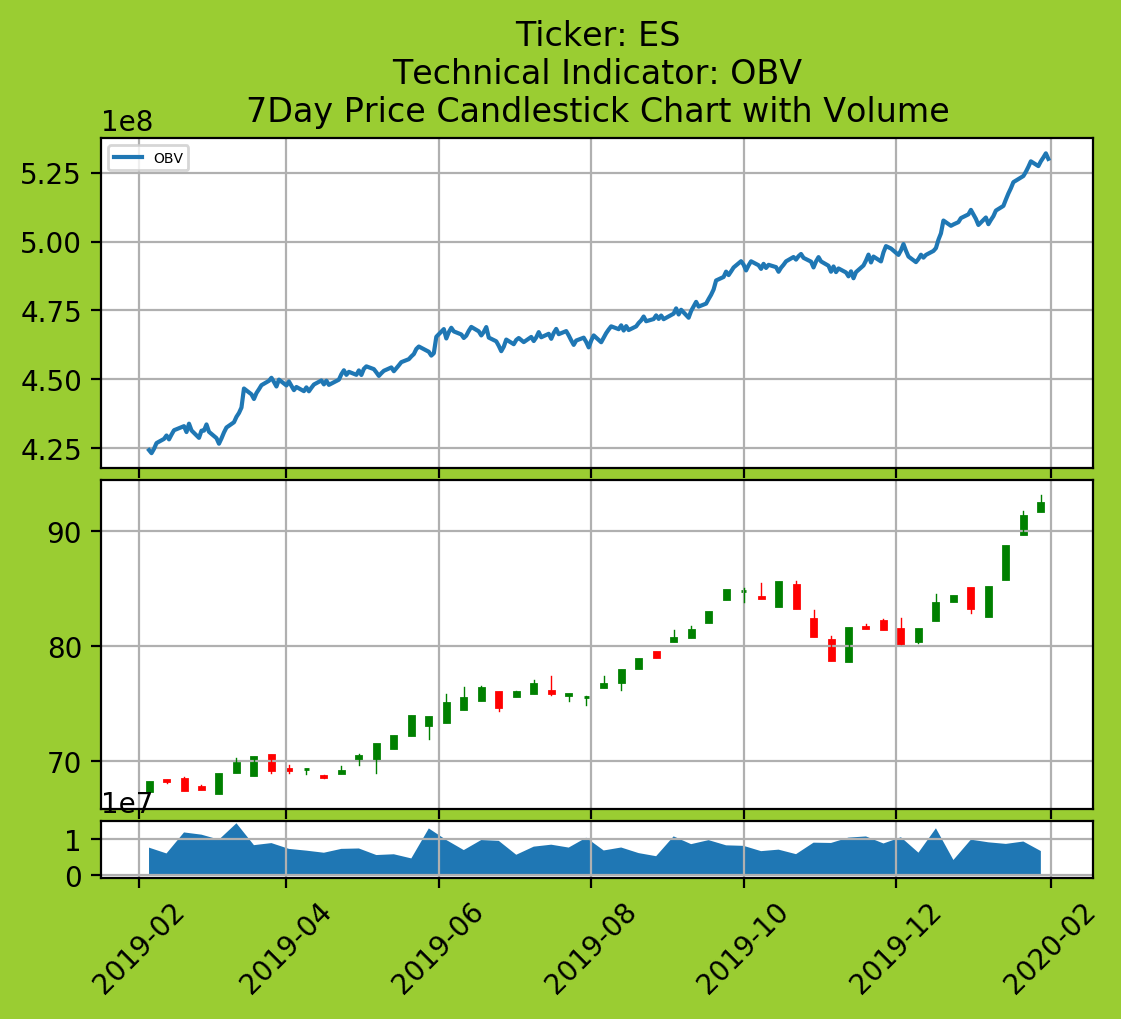 Ticker: ES
Technical Indicator: OBV
7Day Price Candlestick Chart with Volume
1e8
OBV
5.25
5.00
4.75
4.50
4.25
90
80
70
1e7
1
0
2019-02
2019-04
2019-06
2019-08
2019-10
2019-12
2020-02